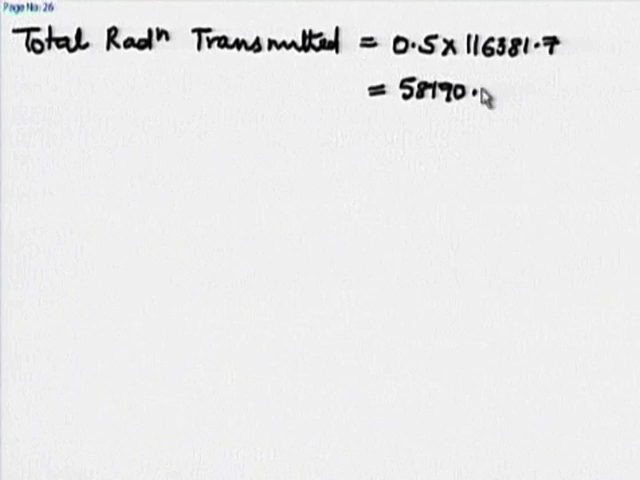 Page No: 26
Total Radⁿ Transmitted = 0.5 × 116381.7
= 58190.